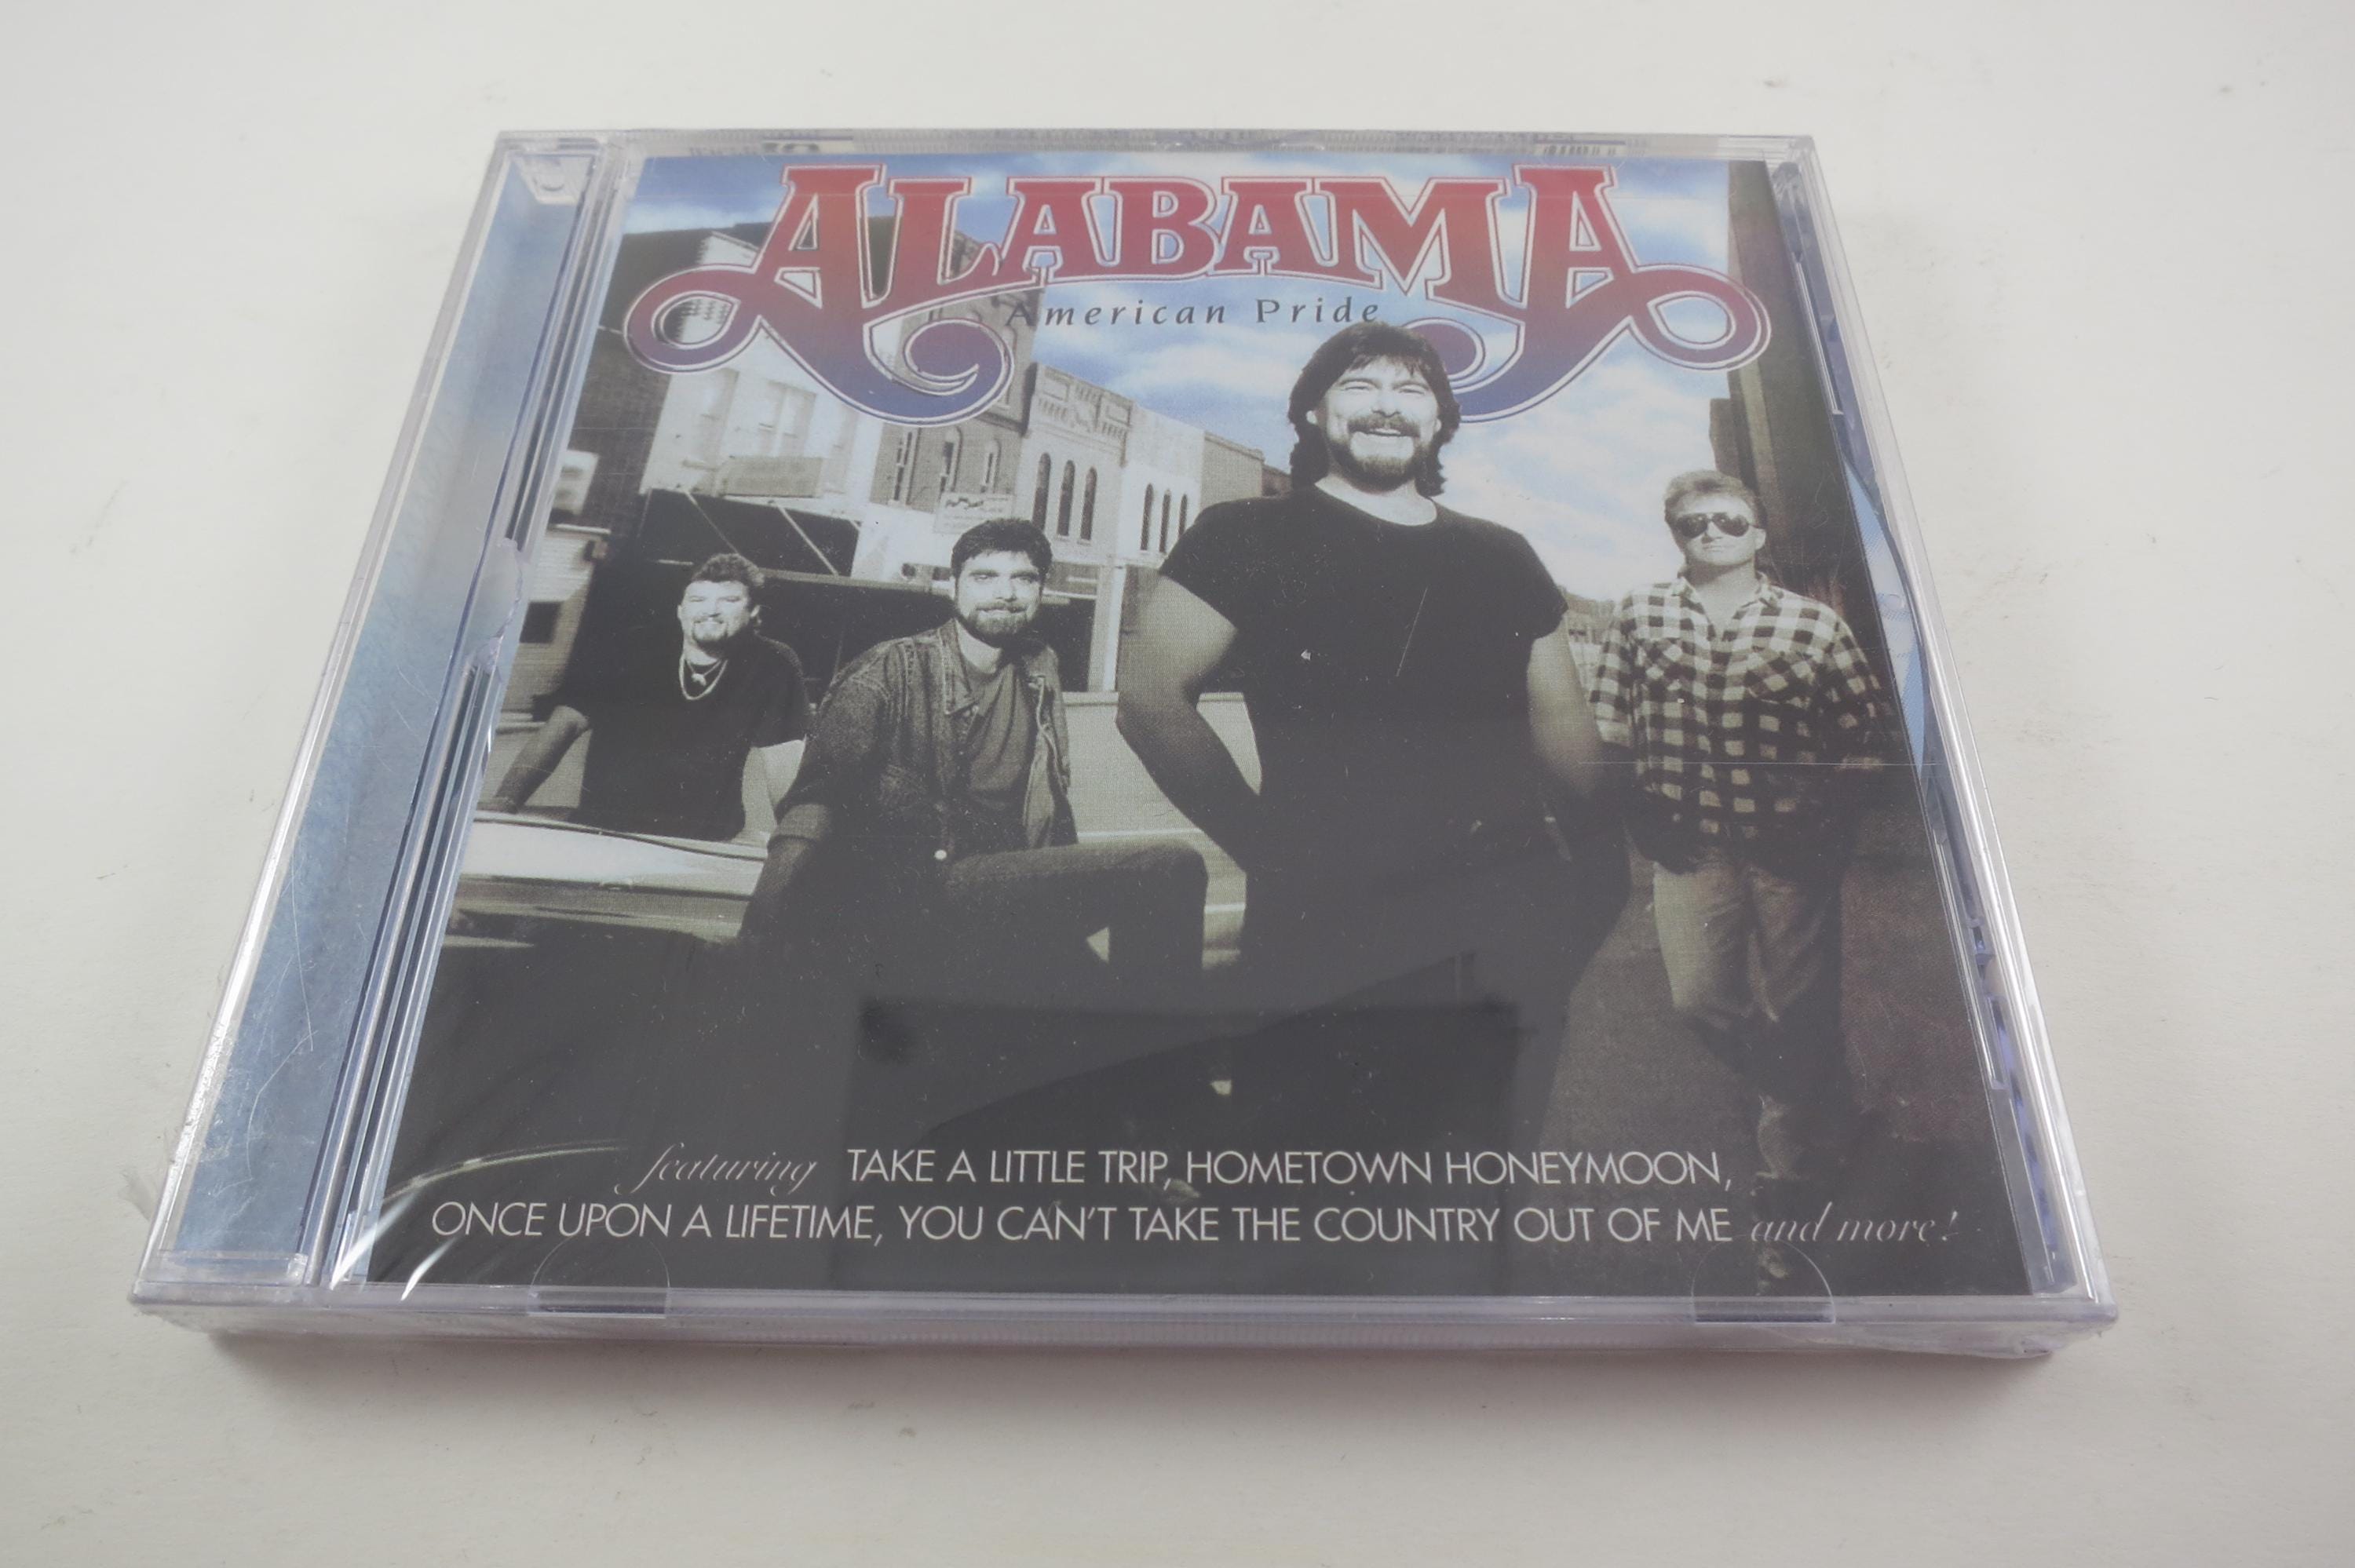 ALABAMA
American Pride
featuring TAKE A LITTLE TRIP, HOMETOWN HONEYMOON,
ONCE UPON A LIFETIME, YOU CAN'T TAKE THE COUNTRY OUT OF ME and more!